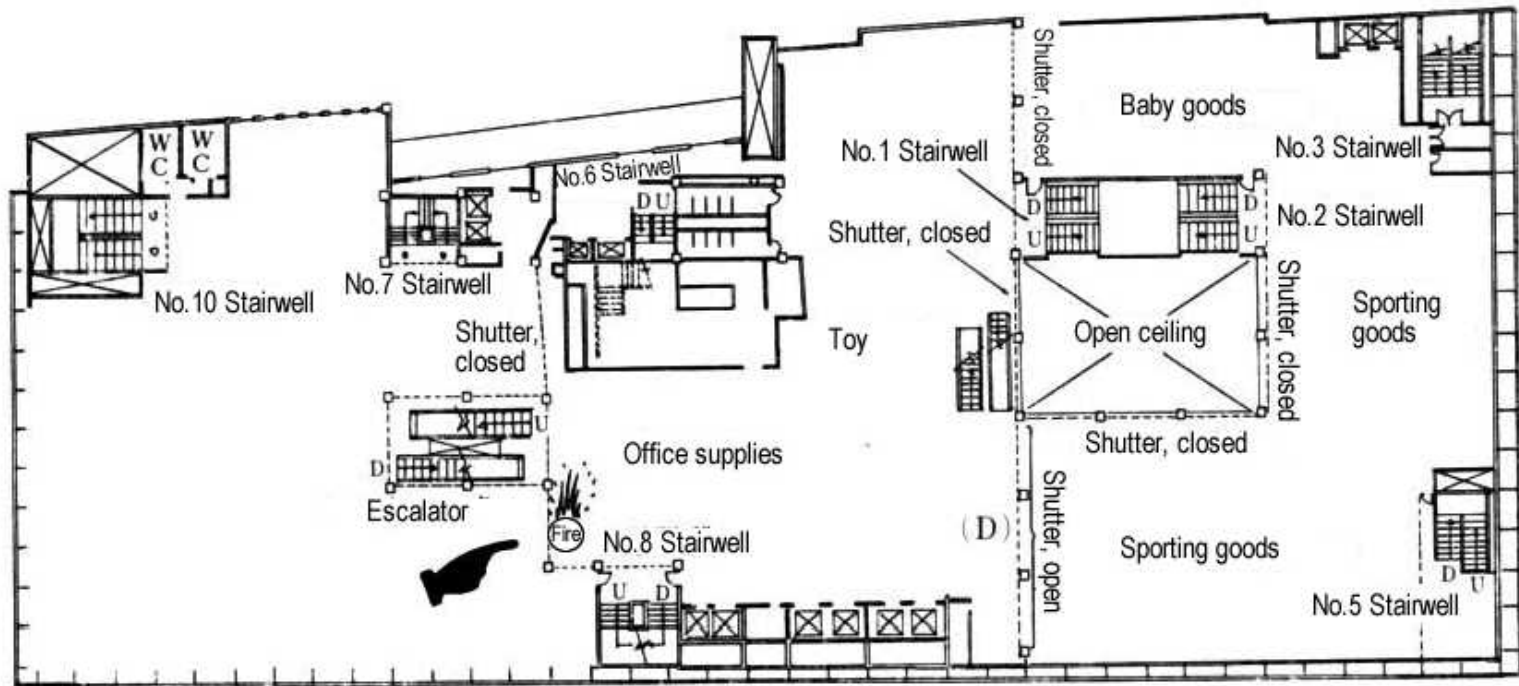 Shutter, closed
Baby goods
W
C
W
C
No.1 Stairwell
No.3 Stairwell
No.6 Stairwell
D U
D
U
D
U
No.2 Stairwell
Shutter, closed
No.7 Stairwell
No.10 Stairwell
Shutter,
closed
Toy
Open ceiling
Shutter, closed
Sporting
goods
U
D
Escalator
Office supplies
Shutter, closed
Fire
No.8 Stairwell
(D)
Shutter, open
Sporting goods
U D
D U
No.5 Stairwell